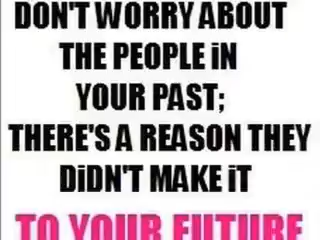 DON'T WORRY ABOUT
THE PEOPLE iN
YOUR PAST;
THERE'S A REASON THEY
DiDN'T MAKE iT
TO YOUR FUTURE